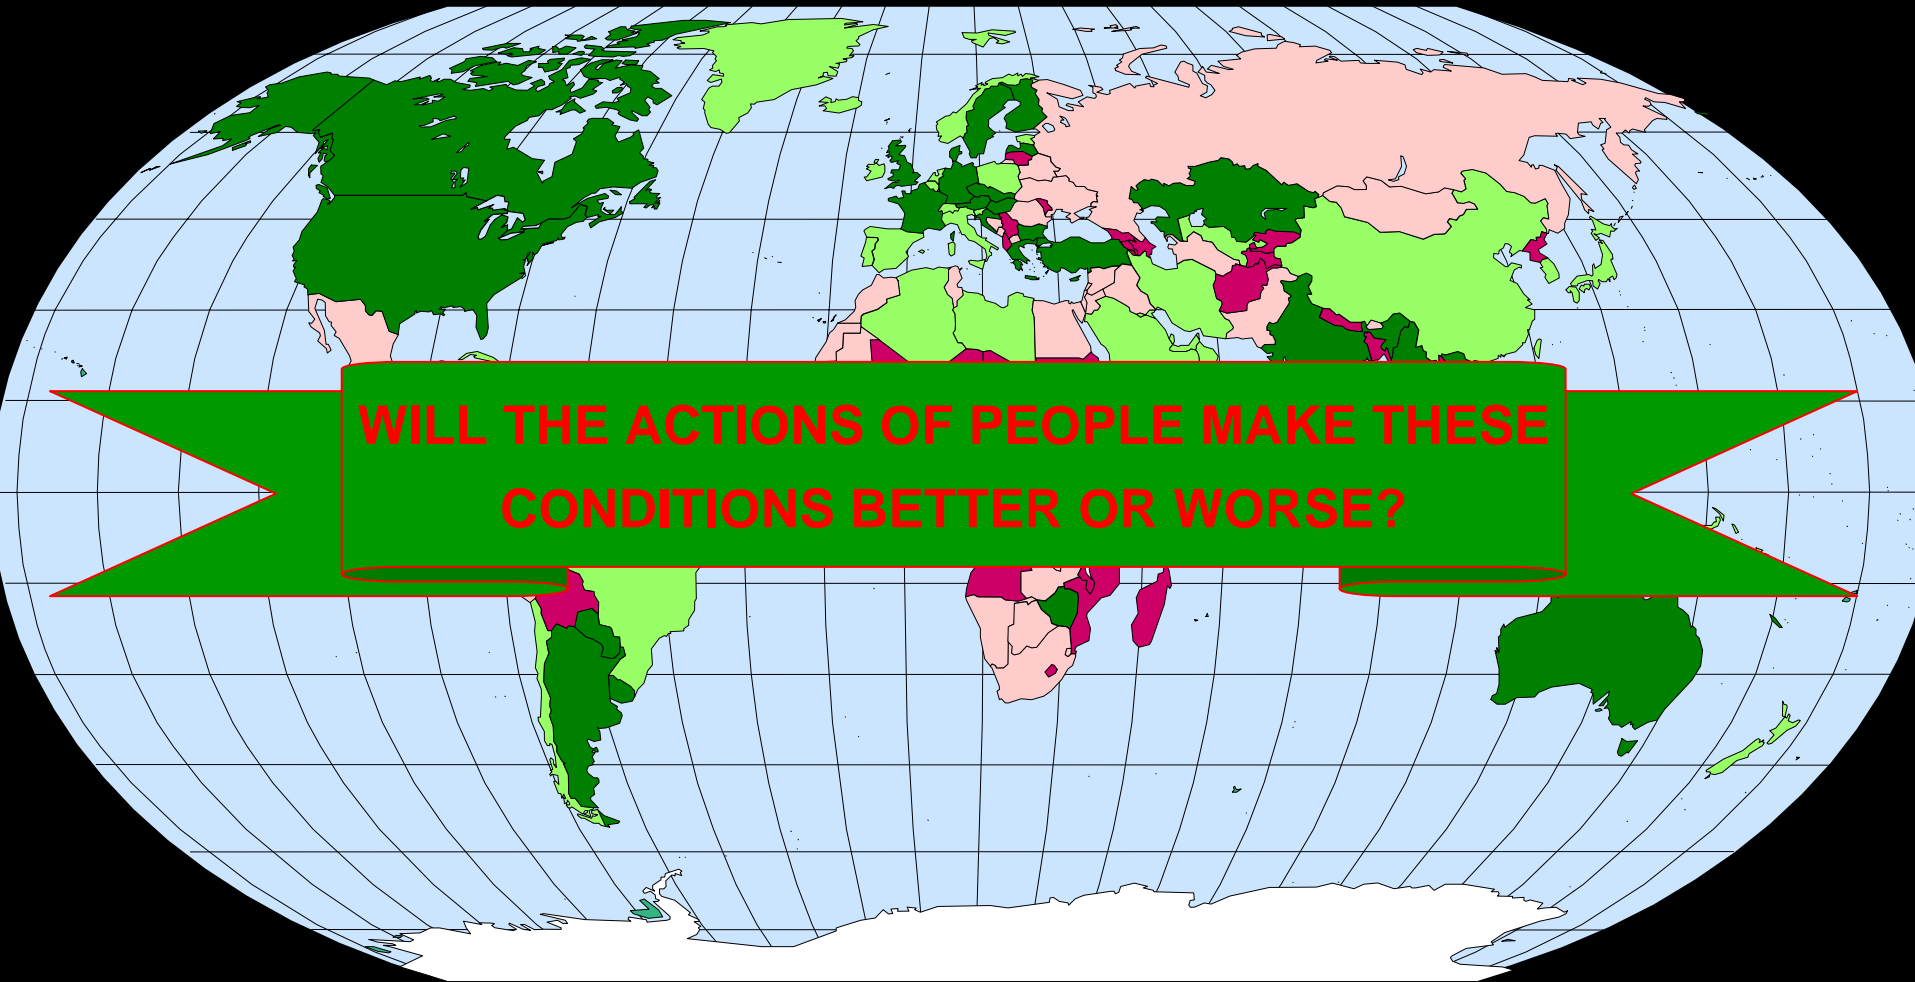 WILL THE ACTIONS OF PEOPLE MAKE THESE
CONDITIONS BETTER OR WORSE?